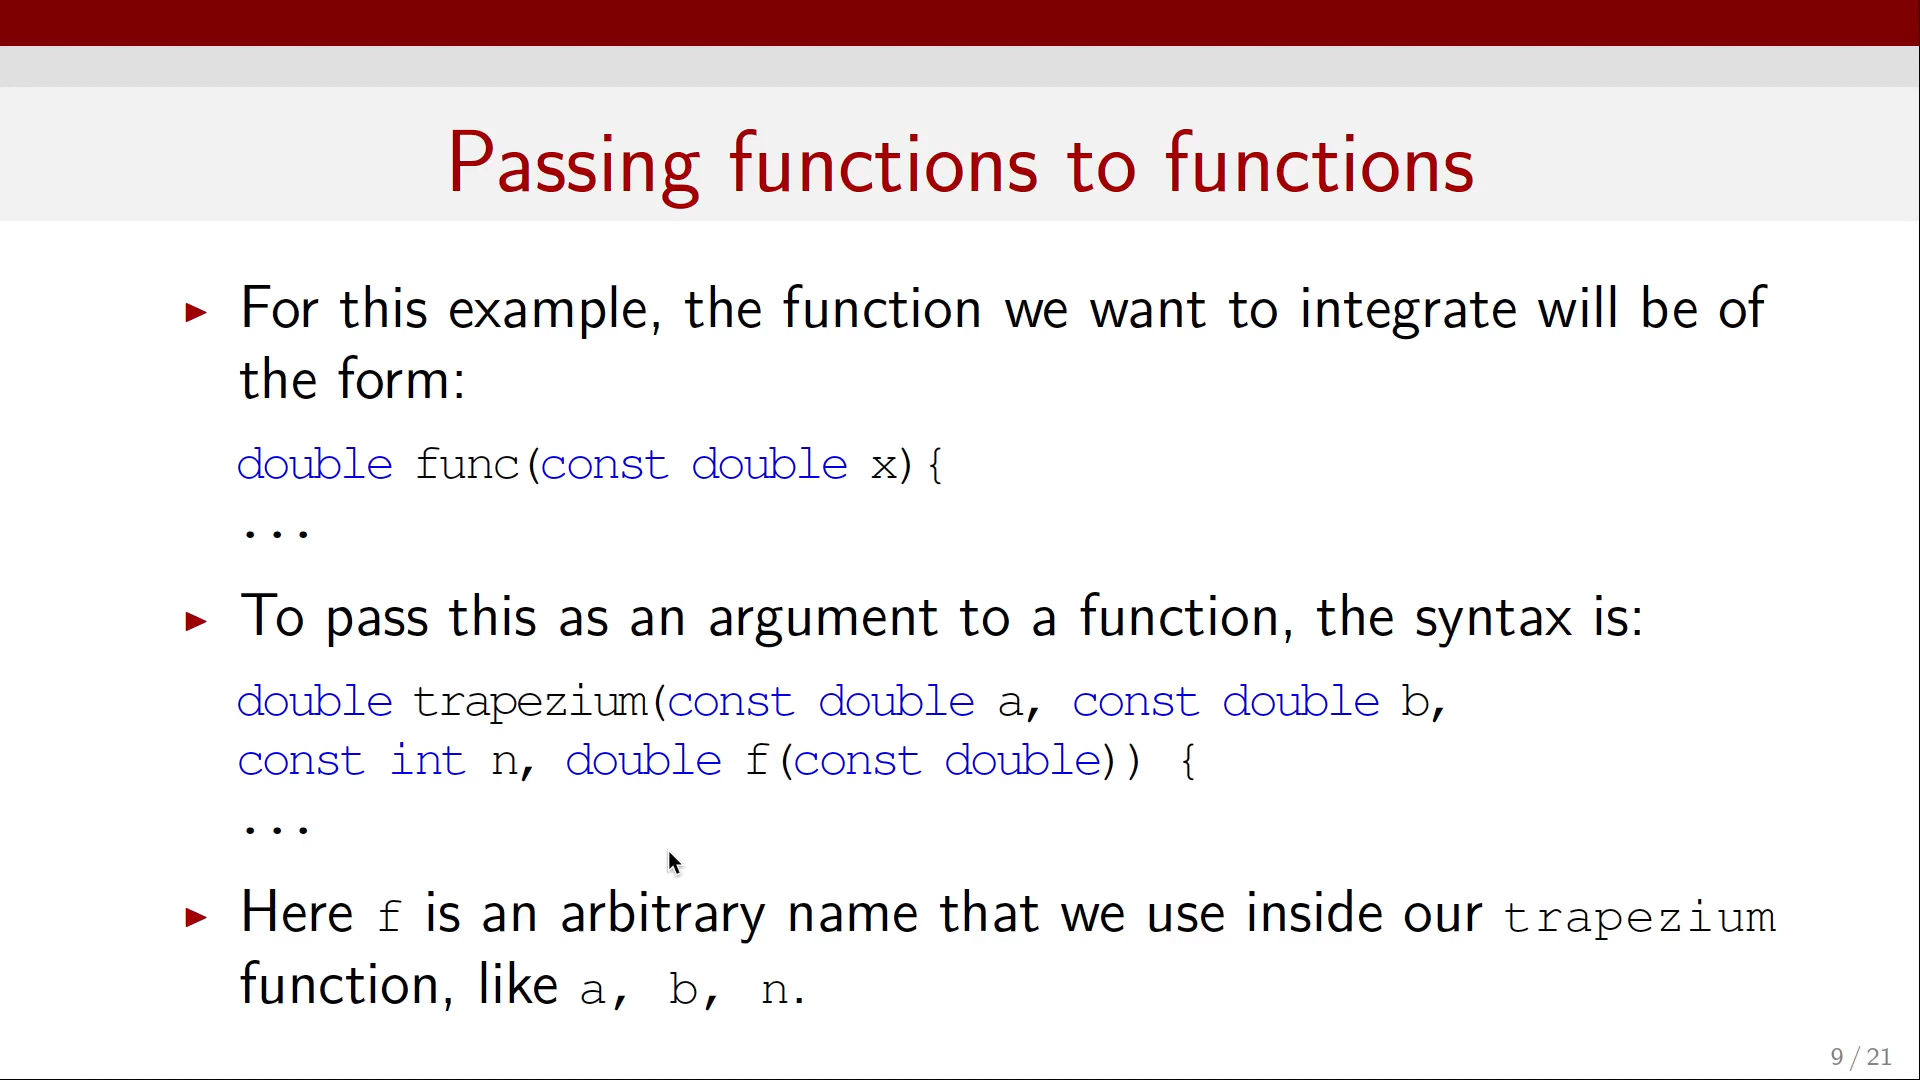 Passing functions to functions
▶ For this example, the function we want to integrate will be of
the form:
double func(const double x){
...
▶ To pass this as an argument to a function, the syntax is:
double trapezium(const double a, const double b,
const int n, double f(const double)) {
...
▶ Here f is an arbitrary name that we use inside our trapezium
function, like a, b, n.
9 / 21